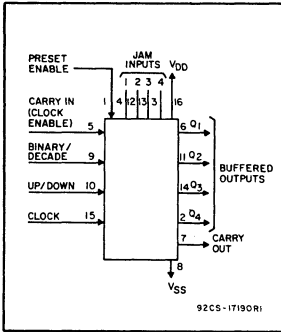 PRESET
ENABLE
JAM
INPUTS
1 2 3 4
VDD
1 4 12 13 3 16
CARRY IN
(CLOCK
ENABLE)
5
BINARY/
DECADE
9
UP/DOWN 10
CLOCK 15
6 Q1
11 Q2
14 Q3
2 Q4
BUFFERED
OUTPUTS
7
CARRY
OUT
8
VSS
92CS-17190R1